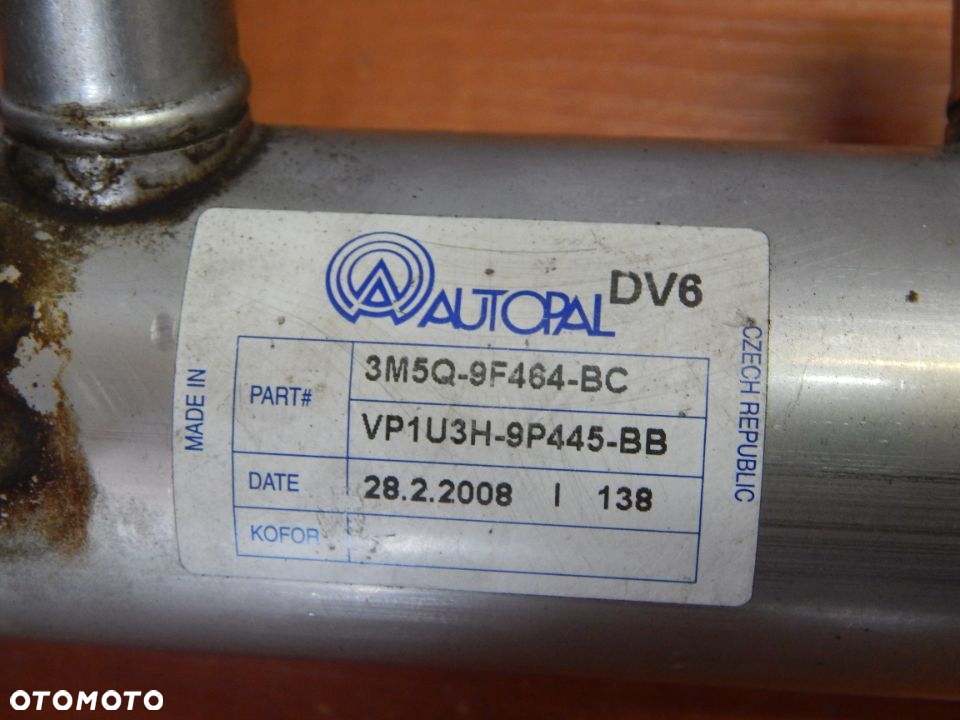 AUTOPAL
DV6
MADE IN
CZECH REPUBLIC
PART#
3M5Q-9F464-BC
VP1U3H-9P445-BB
DATE
28.2.2008 I 138
KOFOR
OTOMOTO